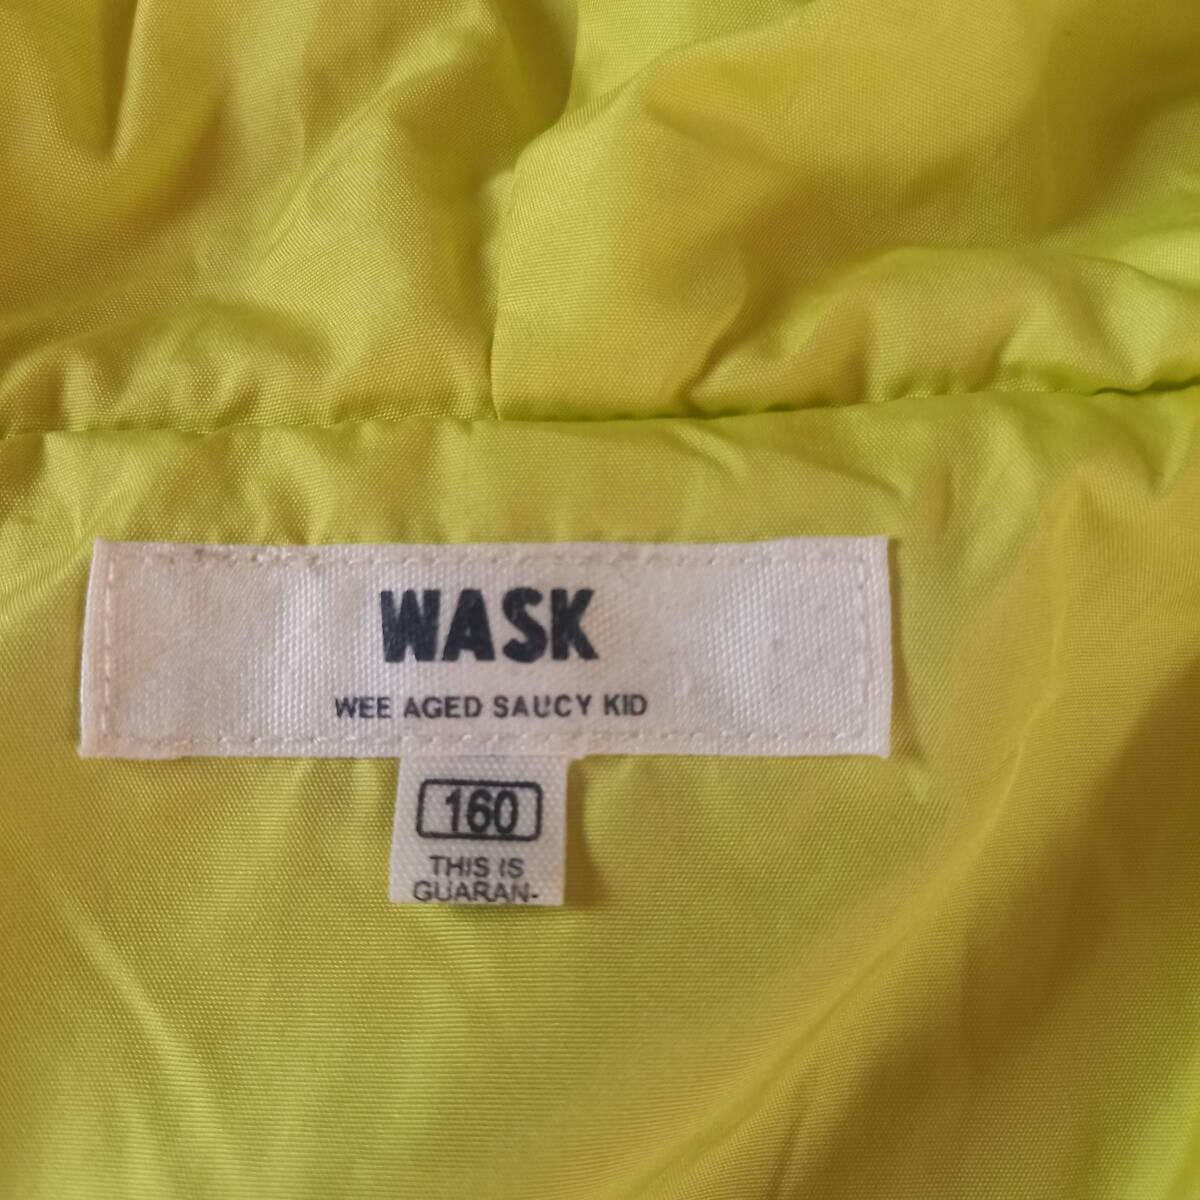 WASK
WEE AGED SAUCY KID
160
THIS IS
GUARAN-